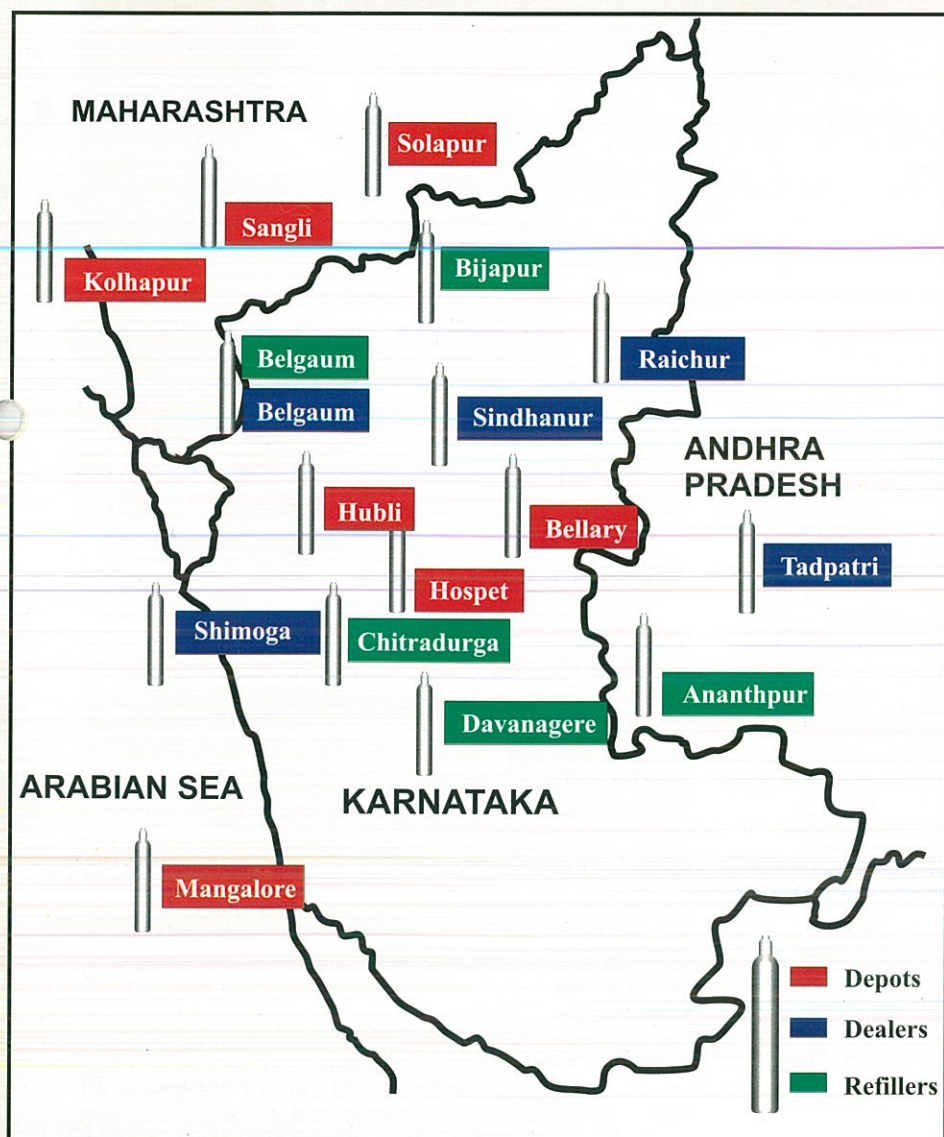 MAHARASHTRA
Solapur
Sangli
Kolhapur
Bijapur
Belgaum
Belgaum
Raichur
Sindhanur
ANDHRA
PRADESH
Hubli
Bellary
Tadpatri
Hospet
Shimoga
Chitradurga
Ananthpur
Davanagere
ARABIAN SEA
KARNATAKA
Mangalore
Depots
Dealers
Refillers